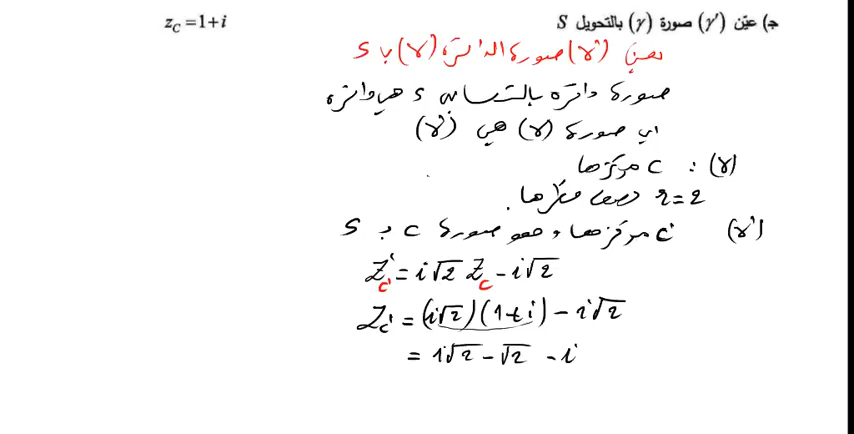 ج) عيّن (γ') صورة (γ) بالتحويل S
z_C = 1+i
نعين (γ') صورة الدائرة (γ) بـ S
صورة دائرة بالتشابه S هي دائرة
اي صورة (γ) هي (γ')
(γ) : C مركزها
r=2 نصف قطرها.
(γ') C' مركزها وهو صورة C بـ S
Z_C' = i√2 Z_C - i√2
Z_C' = (i√2)(1+i) - i√2
= i√2 - √2 - i